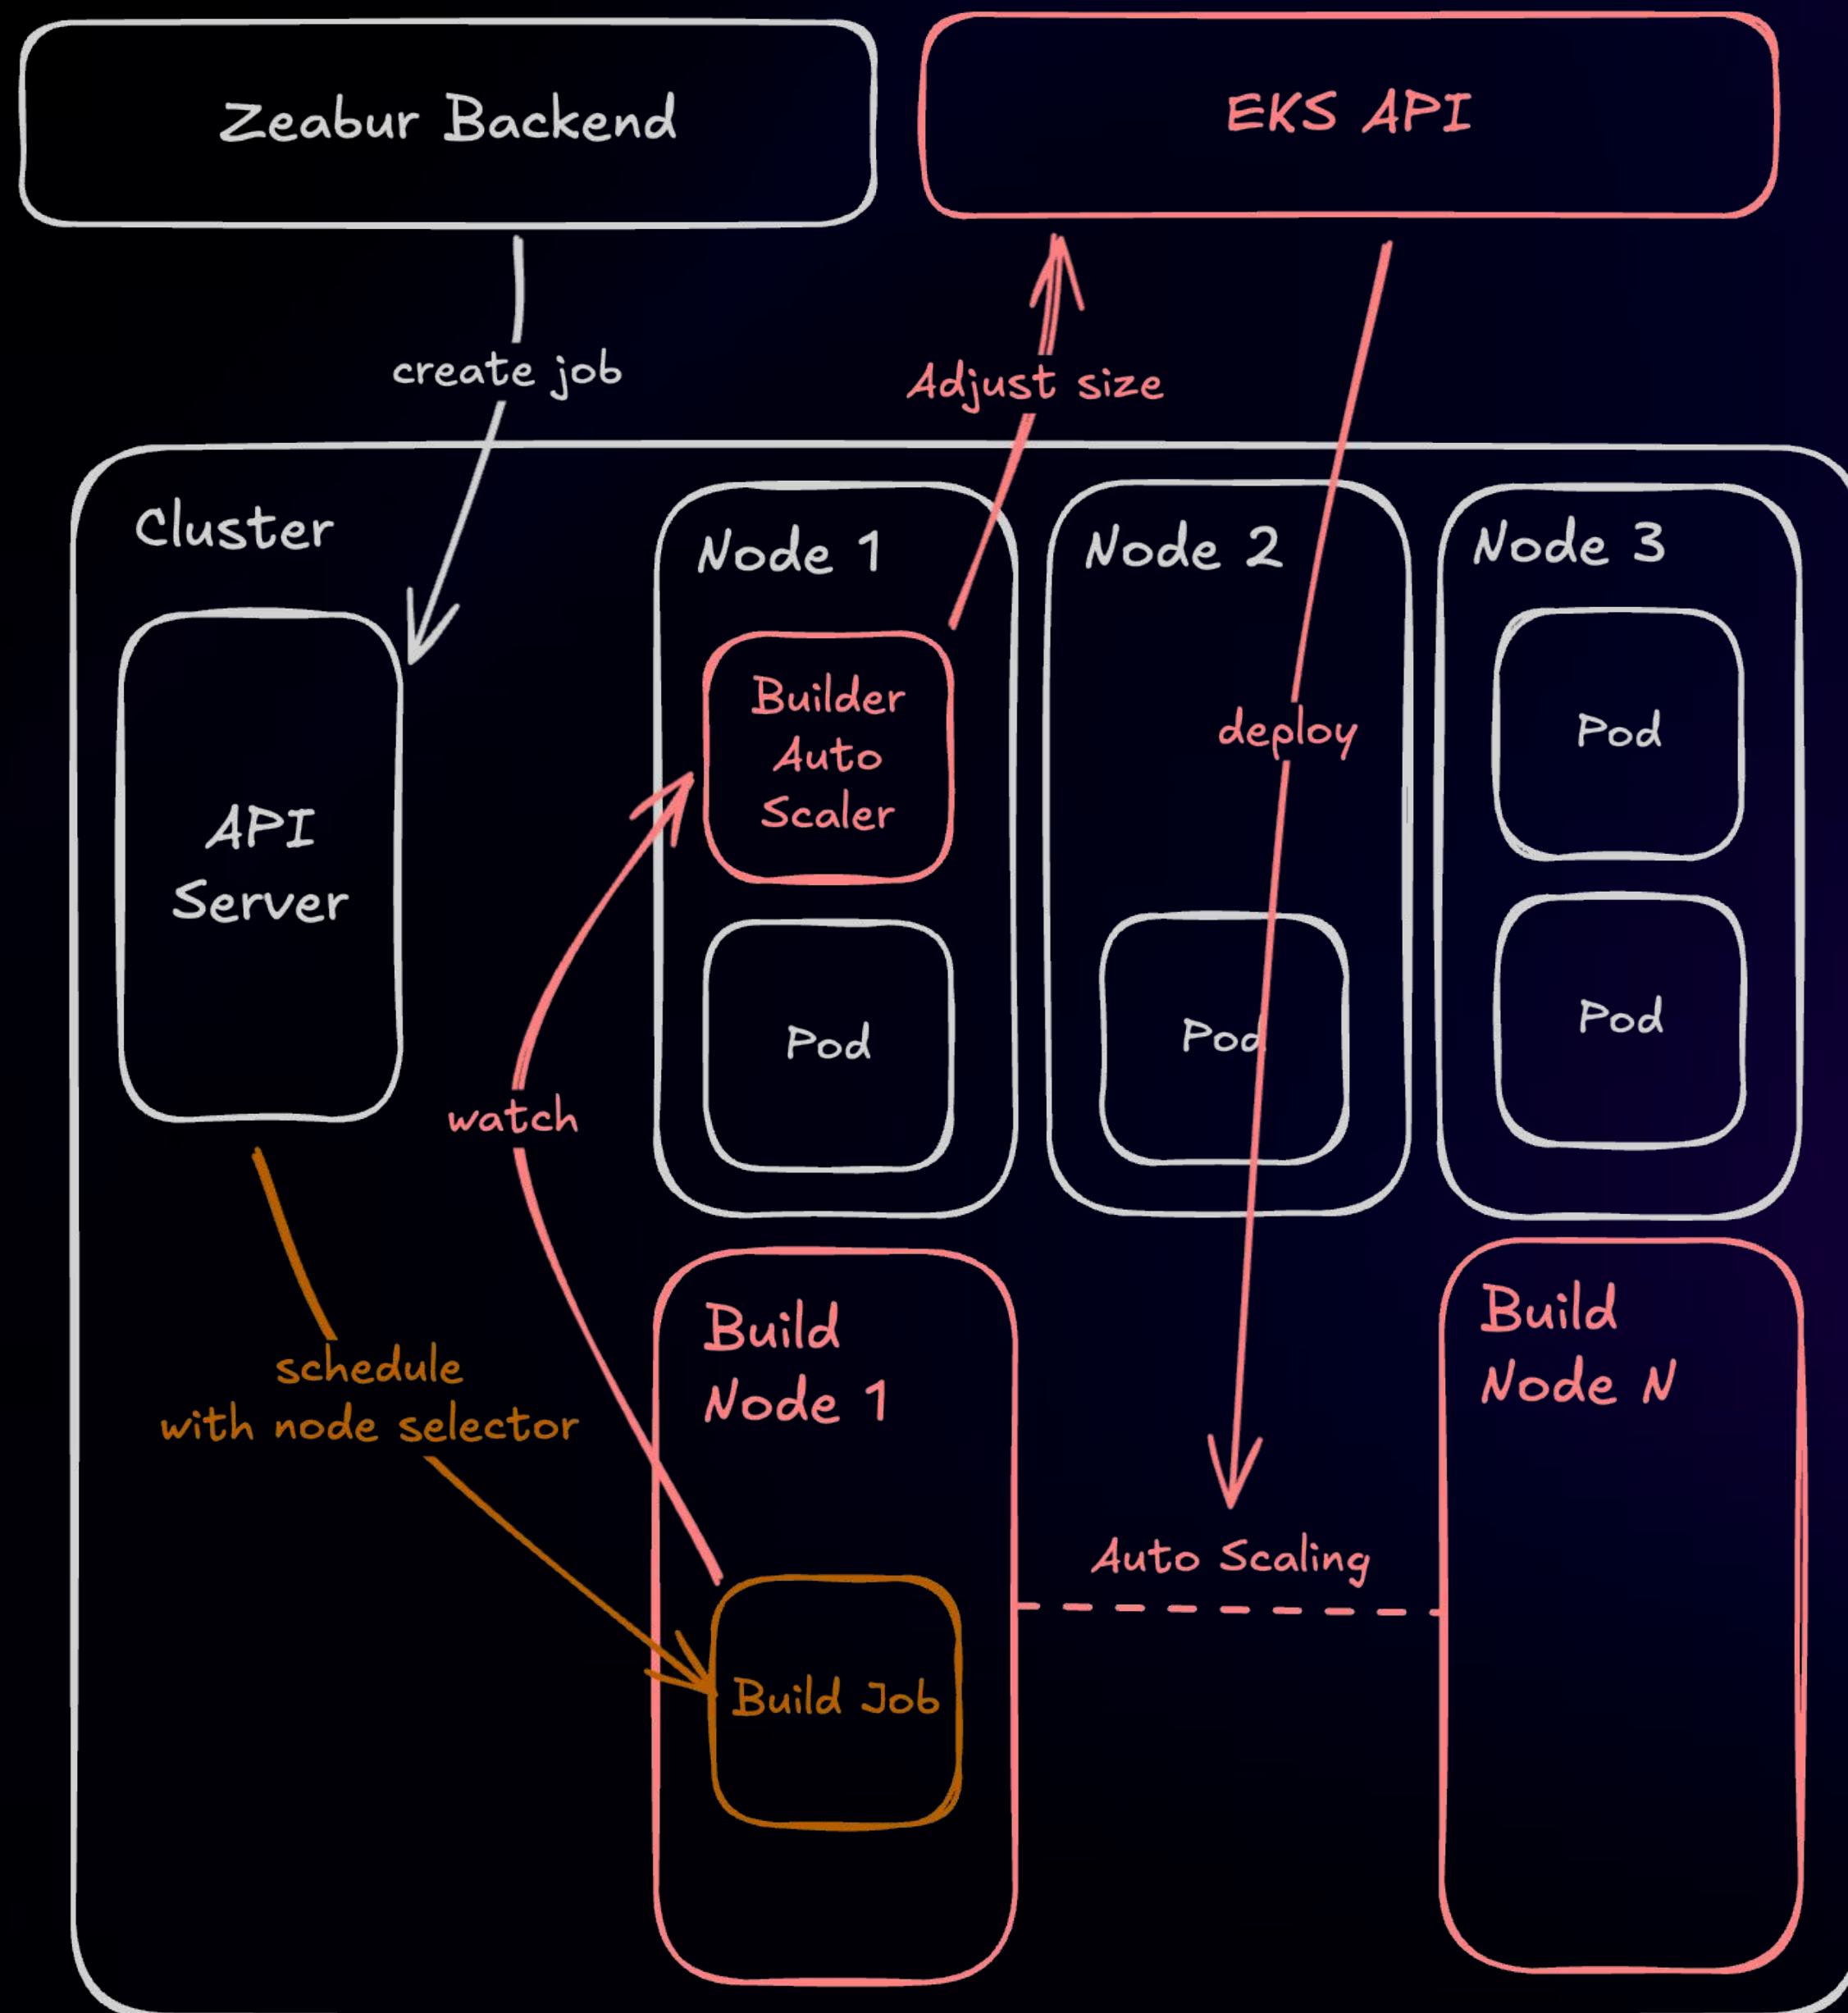 Zeabur Backend
EKS API
create job
Adjust size
Cluster
Node 1
Node 2
Node 3
API
Server
Builder
Auto
Scaler
deploy
Pod
Pod
Pod
Pod
watch
schedule
with node selector
Build
Node 1
Build
Node N
Auto Scaling
Build Job